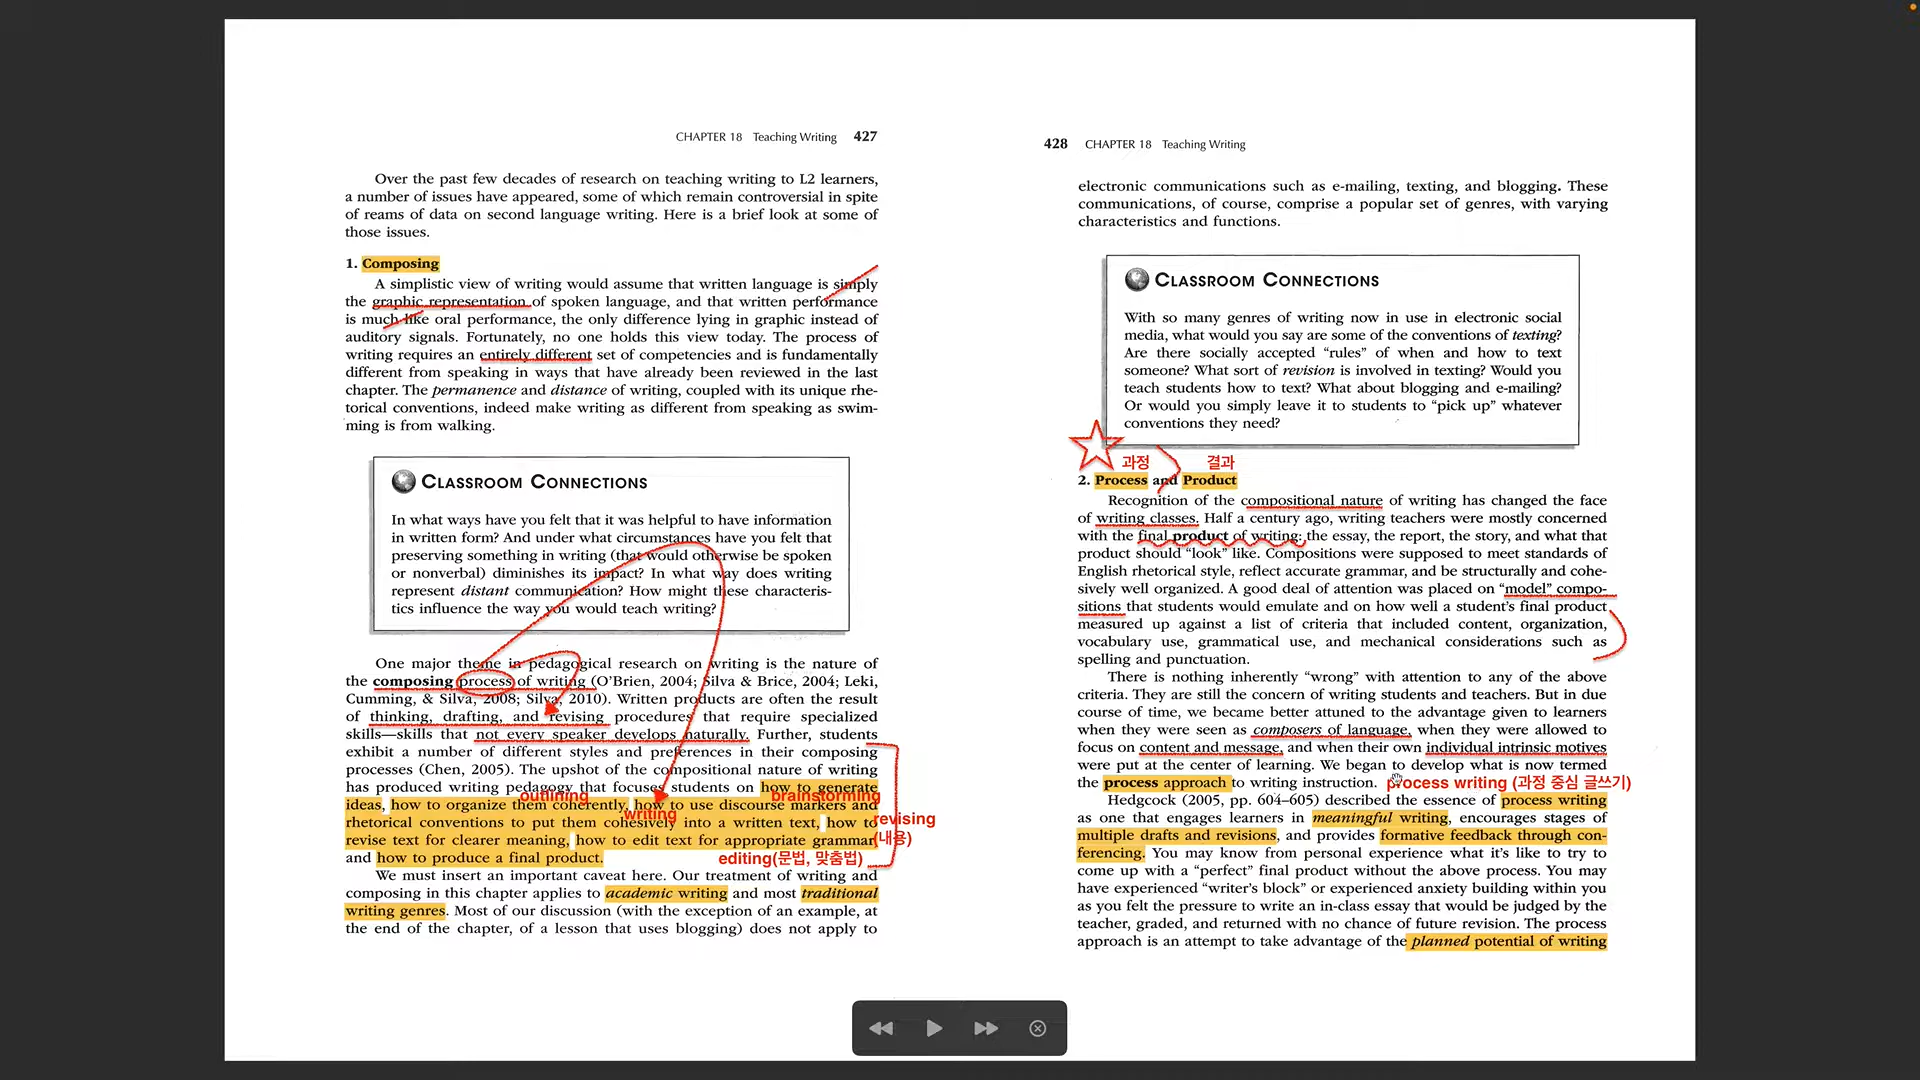 CHAPTER 18 Teaching Writing 427
Over the past few decades of research on teaching writing to L2 learners,
a number of issues have appeared, some of which remain controversial in spite
of reams of data on second language writing. Here is a brief look at some of
those issues.
1. Composing
A simplistic view of writing would assume that written language is simply
the graphic representation of spoken language, and that written performance
is much like oral performance, the only difference lying in graphic instead of
auditory signals. Fortunately, no one holds this view today. The process of
writing requires an entirely different set of competencies and is fundamentally
different from speaking in ways that have already been reviewed in the last
chapter. The permanence and distance of writing, coupled with its unique rhe-
torical conventions, indeed make writing as different from speaking as swim-
ming is from walking.
CLASSROOM CONNECTIONS
In what ways have you felt that it was helpful to have information
in written form? And under what circumstances have you felt that
preserving something in writing (that would otherwise be spoken
or nonverbal) diminishes its impact? In what way does writing
represent distant communication? How might these characteris-
tics influence the way you would teach writing?
One major theme in pedagogical research on writing is the nature of
the composing process of writing (O'Brien, 2004; Silva & Brice, 2004; Leki,
Cumming, & Silva, 2008; Silva, 2010). Written products are often the result
of thinking, drafting, and revising procedures that require specialized
skills—skills that not every speaker develops naturally. Further, students
exhibit a number of different styles and preferences in their composing
processes (Chen, 2005). The upshot of the compositional nature of writing
has produced writing pedagogy that focuses students on how to generate
outlining brainstorming
ideas, how to organize them coherently, how to use discourse markers and
writing revising
rhetorical conventions to put them cohesively into a written text, how to
(내용)
revise text for clearer meaning, how to edit text for appropriate grammar
and how to produce a final product. editing(문법, 맞춤법)
We must insert an important caveat here. Our treatment of writing and
composing in this chapter applies to academic writing and most traditional
writing genres. Most of our discussion (with the exception of an example, at
the end of the chapter, of a lesson that uses blogging) does not apply to
428 CHAPTER 18 Teaching Writing
electronic communications such as e-mailing, texting, and blogging. These
communications, of course, comprise a popular set of genres, with varying
characteristics and functions.
CLASSROOM CONNECTIONS
With so many genres of writing now in use in electronic social
media, what would you say are some of the conventions of texting?
Are there socially accepted “rules” of when and how to text
someone? What sort of revision is involved in texting? Would you
teach students how to text? What about blogging and e-mailing?
Or would you simply leave it to students to “pick up” whatever
conventions they need?
과정 결과
2. Process and Product
Recognition of the compositional nature of writing has changed the face
of writing classes. Half a century ago, writing teachers were mostly concerned
with the final product of writing: the essay, the report, the story, and what that
product should “look” like. Compositions were supposed to meet standards of
English rhetorical style, reflect accurate grammar, and be structurally and cohe-
sively well organized. A good deal of attention was placed on “model” compo-
sitions that students would emulate and on how well a student's final product
measured up against a list of criteria that included content, organization,
vocabulary use, grammatical use, and mechanical considerations such as
spelling and punctuation.
There is nothing inherently “wrong” with attention to any of the above
criteria. They are still the concern of writing students and teachers. But in due
course of time, we became better attuned to the advantage given to learners
when they were seen as composers of language, when they were allowed to
focus on content and message, and when their own individual intrinsic motives
were put at the center of learning. We began to develop what is now termed
the process approach to writing instruction. process writing (과정 중심 글쓰기)
Hedgcock (2005, pp. 604–605) described the essence of process writing
as one that engages learners in meaningful writing, encourages stages of
multiple drafts and revisions, and provides formative feedback through con-
ferencing. You may know from personal experience what it's like to try to
come up with a “perfect” final product without the above process. You may
have experienced “writer's block” or experienced anxiety building within you
as you felt the pressure to write an in-class essay that would be judged by the
teacher, graded, and returned with no chance of future revision. The process
approach is an attempt to take advantage of the planned potential of writing